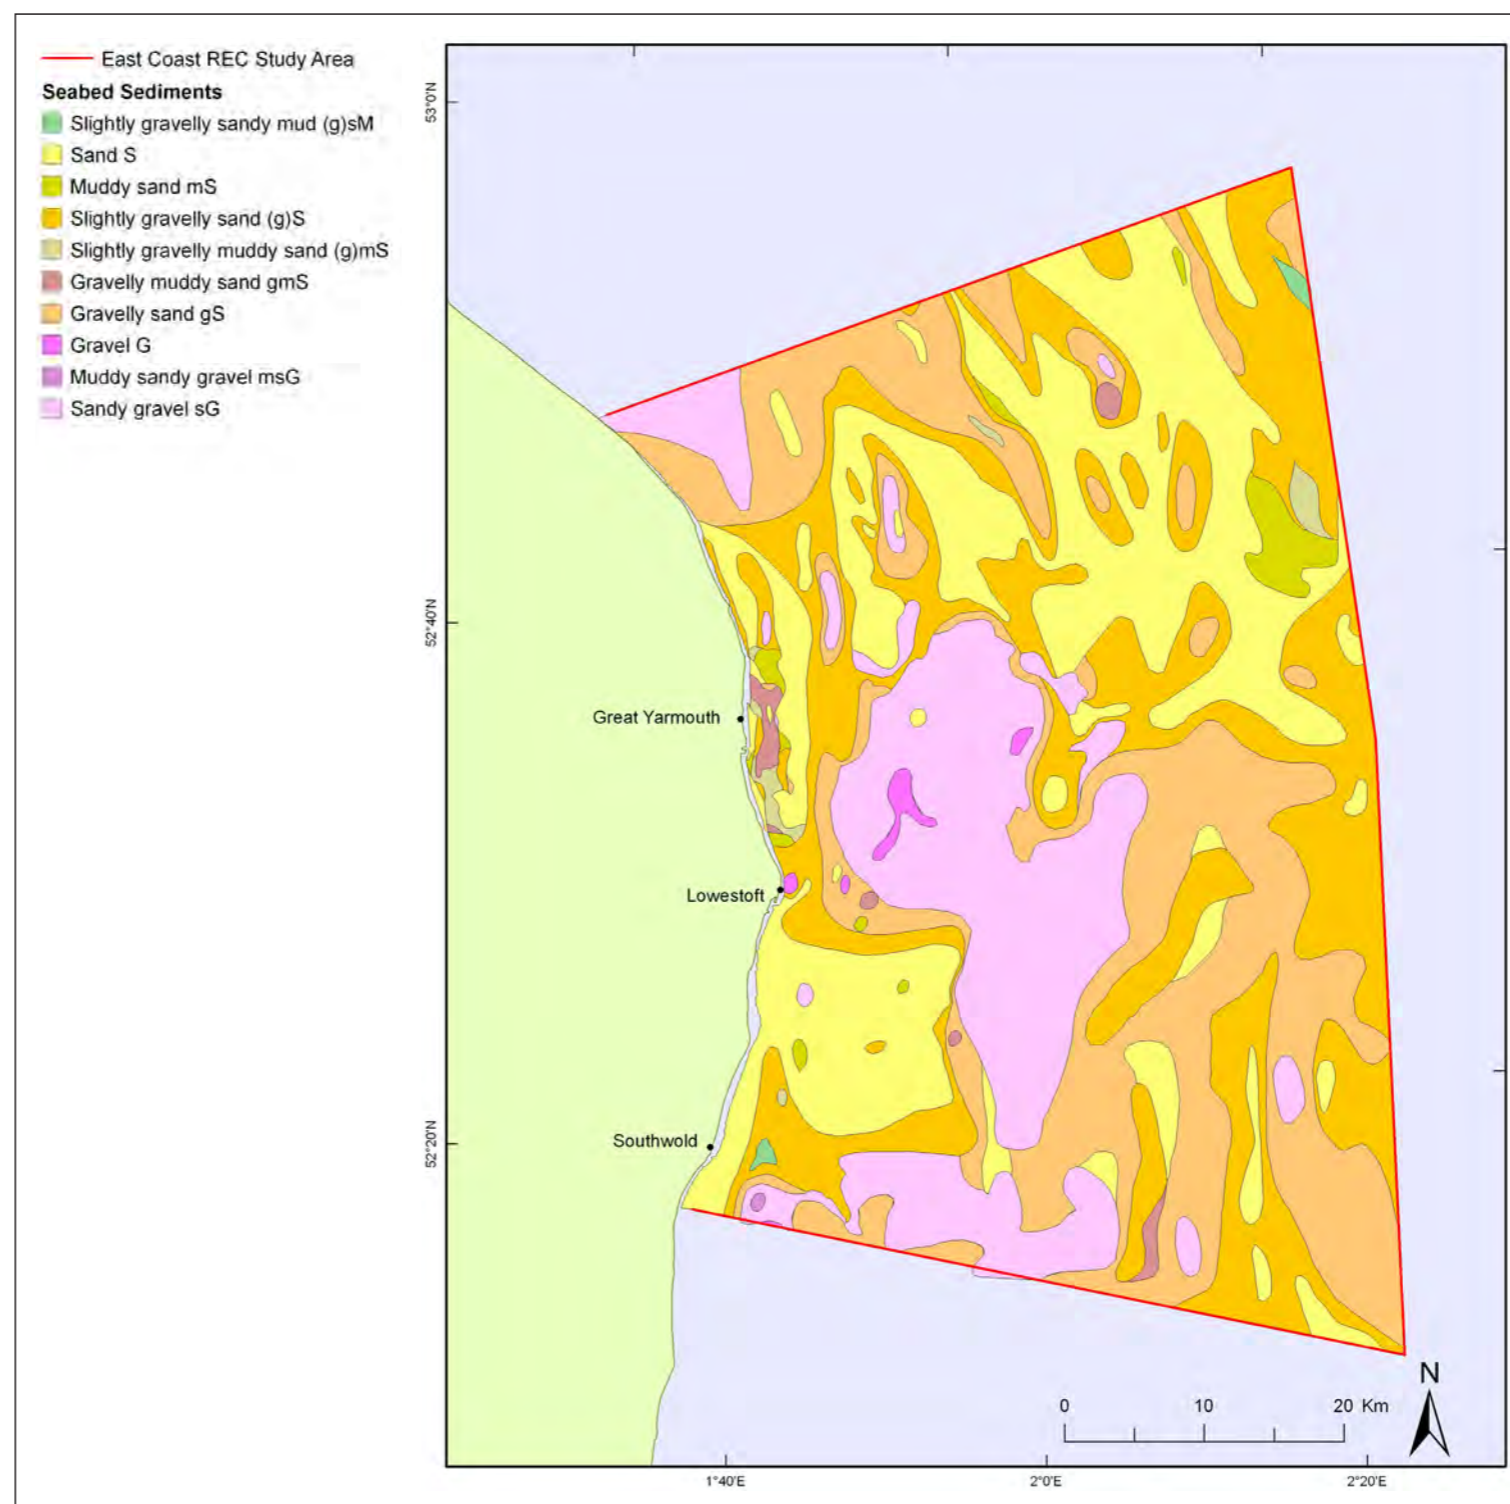 East Coast REC Study Area
Seabed Sediments
Slightly gravelly sandy mud (g)sM
Sand S
Muddy sand mS
Slightly gravelly sand (g)S
Slightly gravelly muddy sand (g)mS
Gravelly muddy sand gmS
Gravelly sand gS
Gravel G
Muddy sandy gravel msG
Sandy gravel sG
53°0'N
52°40'N
Great Yarmouth
Lowestoft
Southwold
52°20'N
N
0 10 20 Km
1°40'E 2°0'E 2°20'E